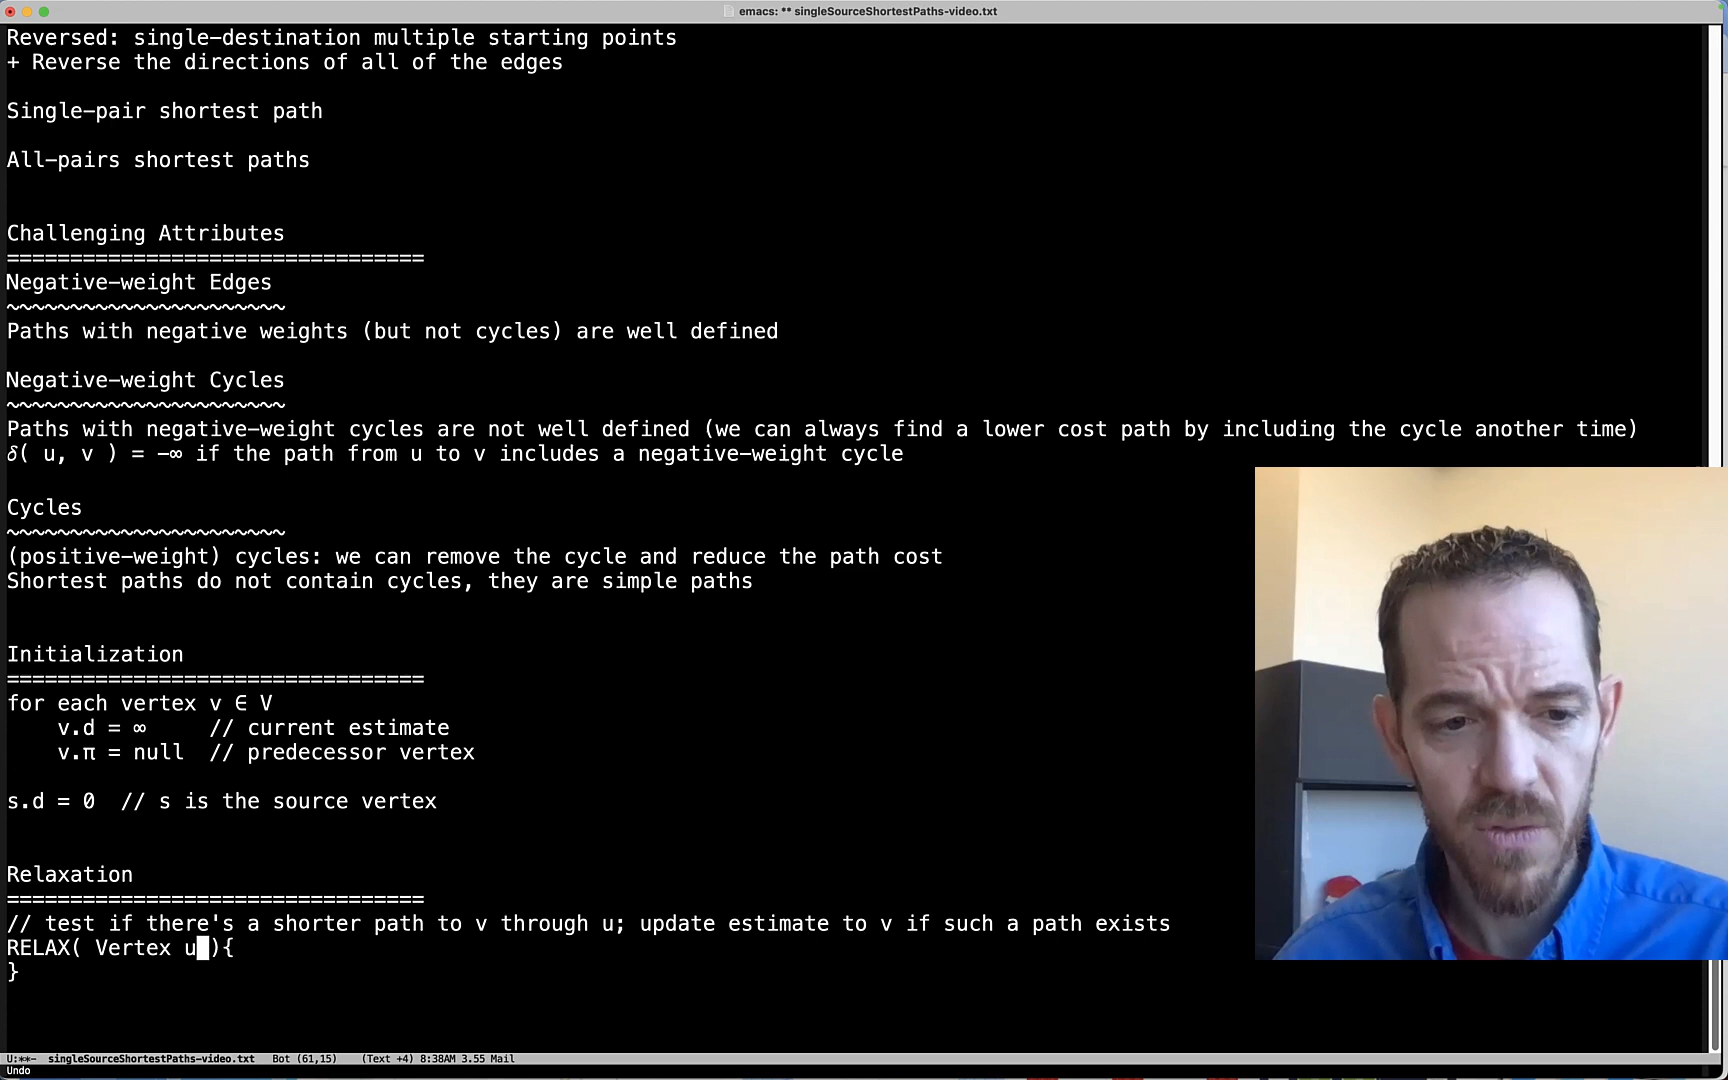 emacs: ** singleSourceShortestPaths-video.txt
Reversed: single-destination multiple starting points
+ Reverse the directions of all of the edges
Single-pair shortest path
All-pairs shortest paths
Challenging Attributes
=================================
Negative-weight Edges
~~~~~~~~~~~~~~~~~~~~~~
Paths with negative weights (but not cycles) are well defined
Negative-weight Cycles
~~~~~~~~~~~~~~~~~~~~~~
Paths with negative-weight cycles are not well defined (we can always find a lower cost path by including the cycle another time)
δ( u, v ) = -∞ if the path from u to v includes a negative-weight cycle
Cycles
~~~~~~~~~~~~~~~~~~~~~~
(positive-weight) cycles: we can remove the cycle and reduce the path cost
Shortest paths do not contain cycles, they are simple paths
Initialization
=================================
for each vertex v ∈ V
    v.d = ∞     // current estimate
    v.π = null  // predecessor vertex
s.d = 0  // s is the source vertex
Relaxation
=================================
// test if there's a shorter path to v through u; update estimate to v if such a path exists
RELAX( Vertex u ){
}
U:**-  singleSourceShortestPaths-video.txt   Bot (61,15)    (Text +4) 8:38AM 3.55 Mail
Undo